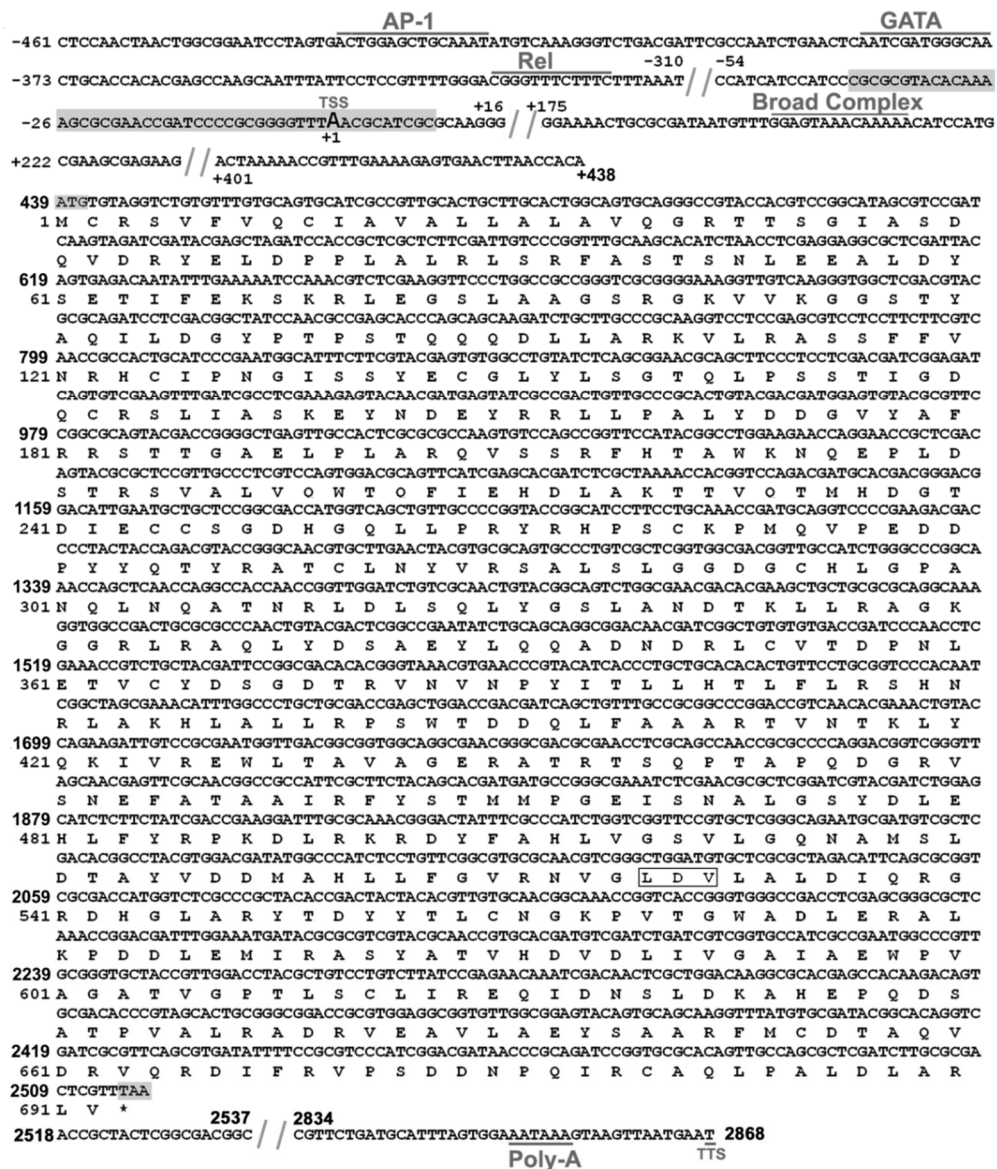 AP-1 GATA
-461 CTCCAACTAACTGGCGGAATCCTAGTGACTGGAGCTGCAAATATGTCAAAGGGTCTGACGATTCGCCAATCTGAACTCAATCGATGGGCAA
Rel -310 -54
-373 CTGCACCACACGAGCCAAGCAATTTATTCCTCCGTTTTGGGACGGGTTTCTTTCTTTAAAT // CCATCATCCATCCCGCGCGTACACAAA
TSS +16 +175 Broad Complex
-26 AGCGCGAACCGATCCCCCGCGGGGTTTAACGCATCGCGCAAGGG // GGAAAACTGCGCGATAATGTTTGGAGTAAACAAAAACATCCATG
+1
+222 CGAAGCGAGAAG // ACTAAAAACCGTTTGAAAAGAGTGAACTTAACCACA
+401 +438
439 ATGTGTAGGTCTGTGTTTGTGCAGTGCATCGCCGTTGCACTGCTTGCACTGGCAGTGCAGGGCCGTACCACGTCCGGCATAGCGTCCGAT
1 M C R S V F V Q C I A V A L L A L A V Q G R T T S G I A S D
CAAGTAGATCGATACGAGCTAGATCCACCGCTCGCTCTTCGATTGTCCCGGTTTGCAAGCACATCTAACCTCGAGGAGGCGCTCGATTAC
Q V D R Y E L D P P L A L R L S R F A S T S N L E E A L D Y
619 AGTGAGACAATATTTGAAAAATCCAAACGTCTCGAAGGTTCCCTGGCCGCCGGGTCGCGGGGAAAGGTTGTCAAGGGTGGCTCGACGTAC
61 S E T I F E K S K R L E G S L A A G S R G K V V K G G S T Y
GCGCAGATCCTCGACGGCTATCCAACGCCGAGCACCCAGCAGCAAGATCTGCTTGCCCGCAAGGTCCTCCGAGCGTCCTCCTTCTTCGTC
A Q I L D G Y P T P S T Q Q Q D L L A R K V L R A S S F F V
799 AACCGCCACTGCATCCCGAATGGCATTTCTTCGTACGAGTGTGGCCTGTATCTCAGCGGAACGCAGCTTCCCTCCTCGACGATCGGAGAT
121 N R H C I P N G I S S Y E C G L Y L S G T Q L P S S T I G D
CAGTGTCGAAGTTTGATCGCCTCGAAAGAGTACAACGATGAGTATCGCCGACTGTTGCCCGCACTGTACGACGATGGAGTGTACGCGTTC
Q C R S L I A S K E Y N D E Y R R L L P A L Y D D G V Y A F
979 CGGCGCAGTACGACCGGGGCTGAGTTGCCACTCGCGCGCCAAGTGTCCAGCCGGTTCCATACGGCCTGGAAGAACCAGGAACCGCTCGAC
181 R R S T T G A E L P L A R Q V S S R F H T A W K N Q E P L D
AGTACGCGCTCCGTTGCCCTCGTCCAGTGGACGCAGTTCATCGAGCACGATCTCGCTAAAACCACGGTCCAGACGATGCACGACGGGACG
S T R S V A L V Q W T Q F I E H D L A K T T V Q T M H D G T
1159 GACATTGAATGCTGCTCCGGCGACCATGGTCAGCTGTTGCCCCGGTACCGGCATCCTTCCTGCAAACCGATGCAGGTCCCCGAAGACGAC
241 D I E C C S G D H G Q L L P R Y R H P S C K P M Q V P E D D
CCCTACTACCAGACGTACCGGGCAACGTGCTTGAACTACGTGCGCAGTGCCCTGTCGCTCGGTGGCGACGGTTGCCATCTGGGCCCGGCA
P Y Y Q T Y R A T C L N Y V R S A L S L G G D G C H L G P A
1339 AACCAGCTCAACCAGGCCACCAACCGGTTGGATCTGTCGCAACTGTACGGCAGTCTGGCGAACGACACGAAGCTGCTGCGCGCAGGCAAA
301 N Q L N Q A T N R L D L S Q L Y G S L A N D T K L L R A G K
GGTGGCCGACTGCGCGCCCAACTGTACGACTCGGCCGAATATCTGCAGCAGGCGGACAACGATCGGCTGTGTGTGACCGATCCCAACCTC
G G R L R A Q L Y D S A E Y L Q Q A D N D R L C V T D P N L
1519 GAAACCGTCTGCTACGATTCCGGCGACACACGGGTAAACGTGAACCCGTACATCACCCTGCTGCACACACTGTTCCTGCGGTCCCACAAT
361 E T V C Y D S G D T R V N V N P Y I T L L H T L F L R S H N
CGGCTAGCGAAACATTTGGCCCTGCTGCGACCGAGCTGGACCGACGATCAGCTGTTTGCCGCGGCCCGGACCGTCAACACGAAACTGTAC
R L A K H L A L L R P S W T D D Q L F A A A R T V N T K L Y
1699 CAGAAGATTGTCCGCGAATGGTTGACGGCGGTGGCAGGCGAACGGGCGACGCGAACCTCGCAGCCAACCGCGCCCCAGGACGGTCGGGTT
421 Q K I V R E W L T A V A G E R A T R T S Q P T A P Q D G R V
AGCAACGAGTTCGCAACGGCCGCCATTCGCTTCTACAGCACGATGATGCCGGGCGAAATCTCGAACGCGCTCGGATCGTACGATCTGGAG
S N E F A T A A I R F Y S T M M P G E I S N A L G S Y D L E
1879 CATCTCTTCTATCGACCGAAGGATTTGCGCAAACGGGACTATTTCGCCCATCTGGTCGGTTCCGTGCTCGGGCAGAATGCGATGTCGCTC
481 H L F Y R P K D L R K R D Y F A H L V G S V L G Q N A M S L
GACACGGCCTACGTGGACGATATGGCCCATCTCCTGTTCGGCGTGCGCAACGTCGGGCTGGATGTGCTCGCGCTAGACATTCAGCGCGGT
D T A Y V D D M A H L L F G V R N V G L D V L A L D I Q R G
2059 CGCGACCATGGTCTCGCCCGCTACACCGACTACTACACGTTGTGCAACGGCAAACCGGTCACCGGGTGGGCCGACCTCGAGCGGGCGCTC
541 R D H G L A R Y T D Y Y T L C N G K P V T G W A D L E R A L
AAACCGGACGATTTGGAAATGATACGCGCGTCGTACGCAACCGTGCACGATGTCGATCTGATCGTCGGTGCCATCGCCGAATGGCCCGTT
K P D D L E M I R A S Y A T V H D V D L I V G A I A E W P V
2239 GCGGGTGCTACCGTTGGACCTACGCTGTCCTGTCTTATCCGAGAACAAATCGACAACTCGCTGGACAAGGCGCACGAGCCACAAGACAGT
601 A G A T V G P T L S C L I R E Q I D N S L D K A H E P Q D S
GCGACACCCGTAGCACTGCGGGCGGACCGCGTGGAGGCGGTGTTGGCGGAGTACAGTGCAGCAAGGTTTATGTGCGATACGGCACAGGTC
A T P V A L R A D R V E A V L A E Y S A A R F M C D T A Q V
2419 GATCGCGTTCAGCGTGATATTTTCCGCGTCCCATCGGACGATAACCCGCAGATCCGGTGCGCACAGTTGCCAGCGCTCGATCTTGCGCGA
661 D R V Q R D I F R V P S D D N P Q I R C A Q L P A L D L A R
2509 CTCGTTTAA
691 L V *
2537 2834
2518 ACCGCTACTCGGCGACGGC // CGTTCTGATGCATTTAGTGGAAATAAAGTAAGTTAATGAAT 2868
Poly-A TTS